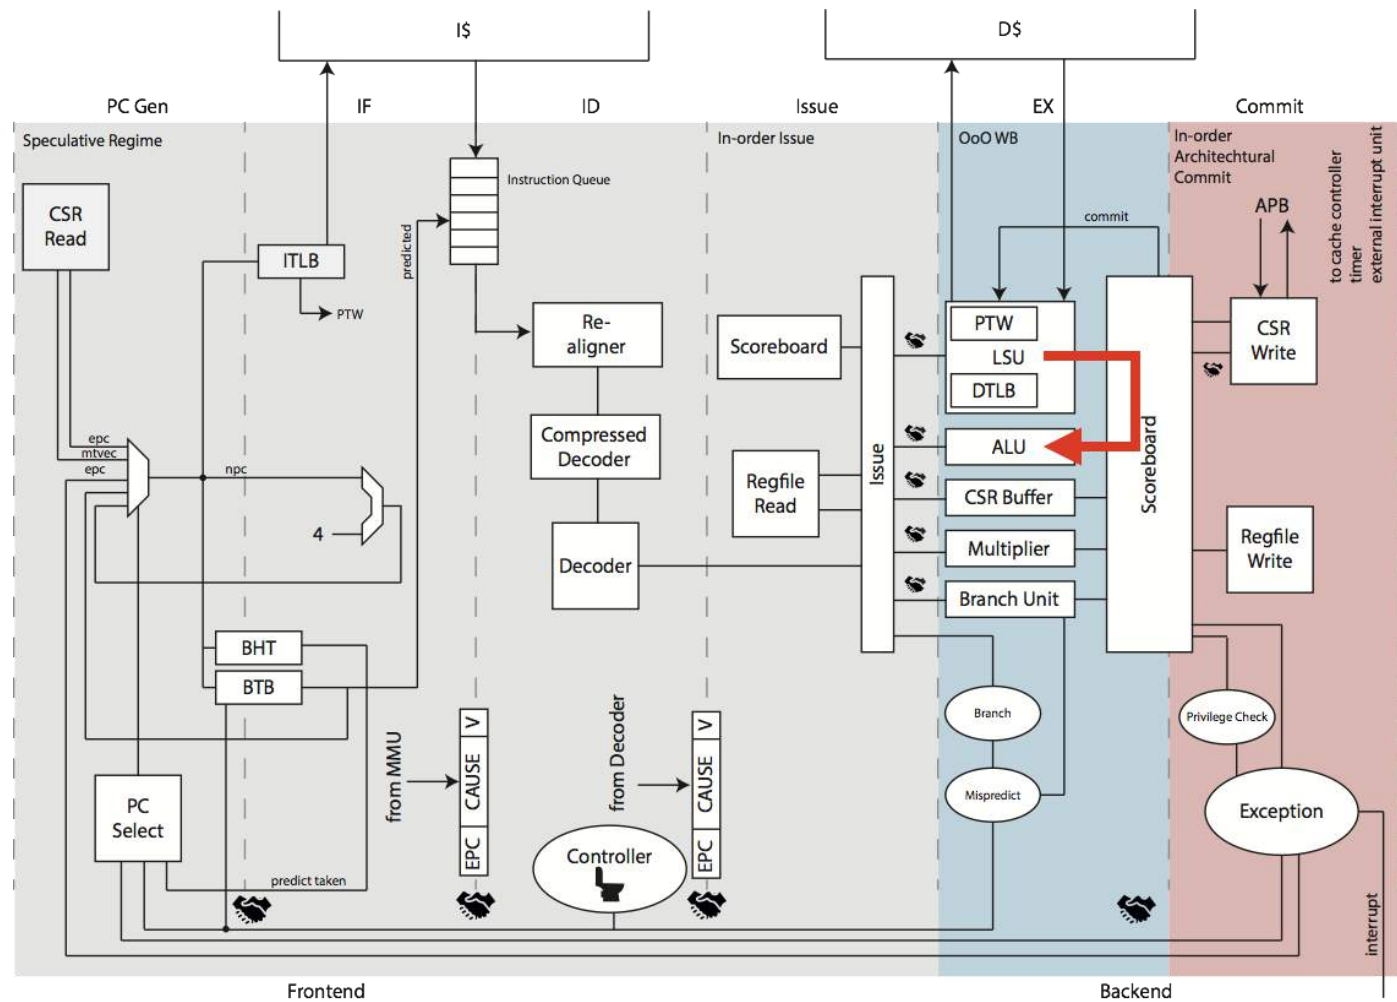 I$
D$
PC Gen
IF
ID
Issue
EX
Commit
Speculative Regime
In-order Issue
OoO WB
In-order
Architechtural
Commit
Instruction Queue
CSR
Read
ITLB
PTW
predicted
commit
APB
to cache controller
timer
external interrupt unit
Re-
aligner
Scoreboard
PTW
LSU
DTLB
CSR
Write
Compressed
Decoder
epc
mtvec
epc
npc
4
Regfile
Read
Issue
ALU
CSR Buffer
Multiplier
Branch Unit
Scoreboard
Regfile
Write
Decoder
BHT
BTB
from MMU
V
CAUSE
EPC
from Decoder
V
CAUSE
EPC
Branch
Mispredict
Privilege Check
Exception
PC
Select
Controller
predict taken
interrupt
Frontend
Backend